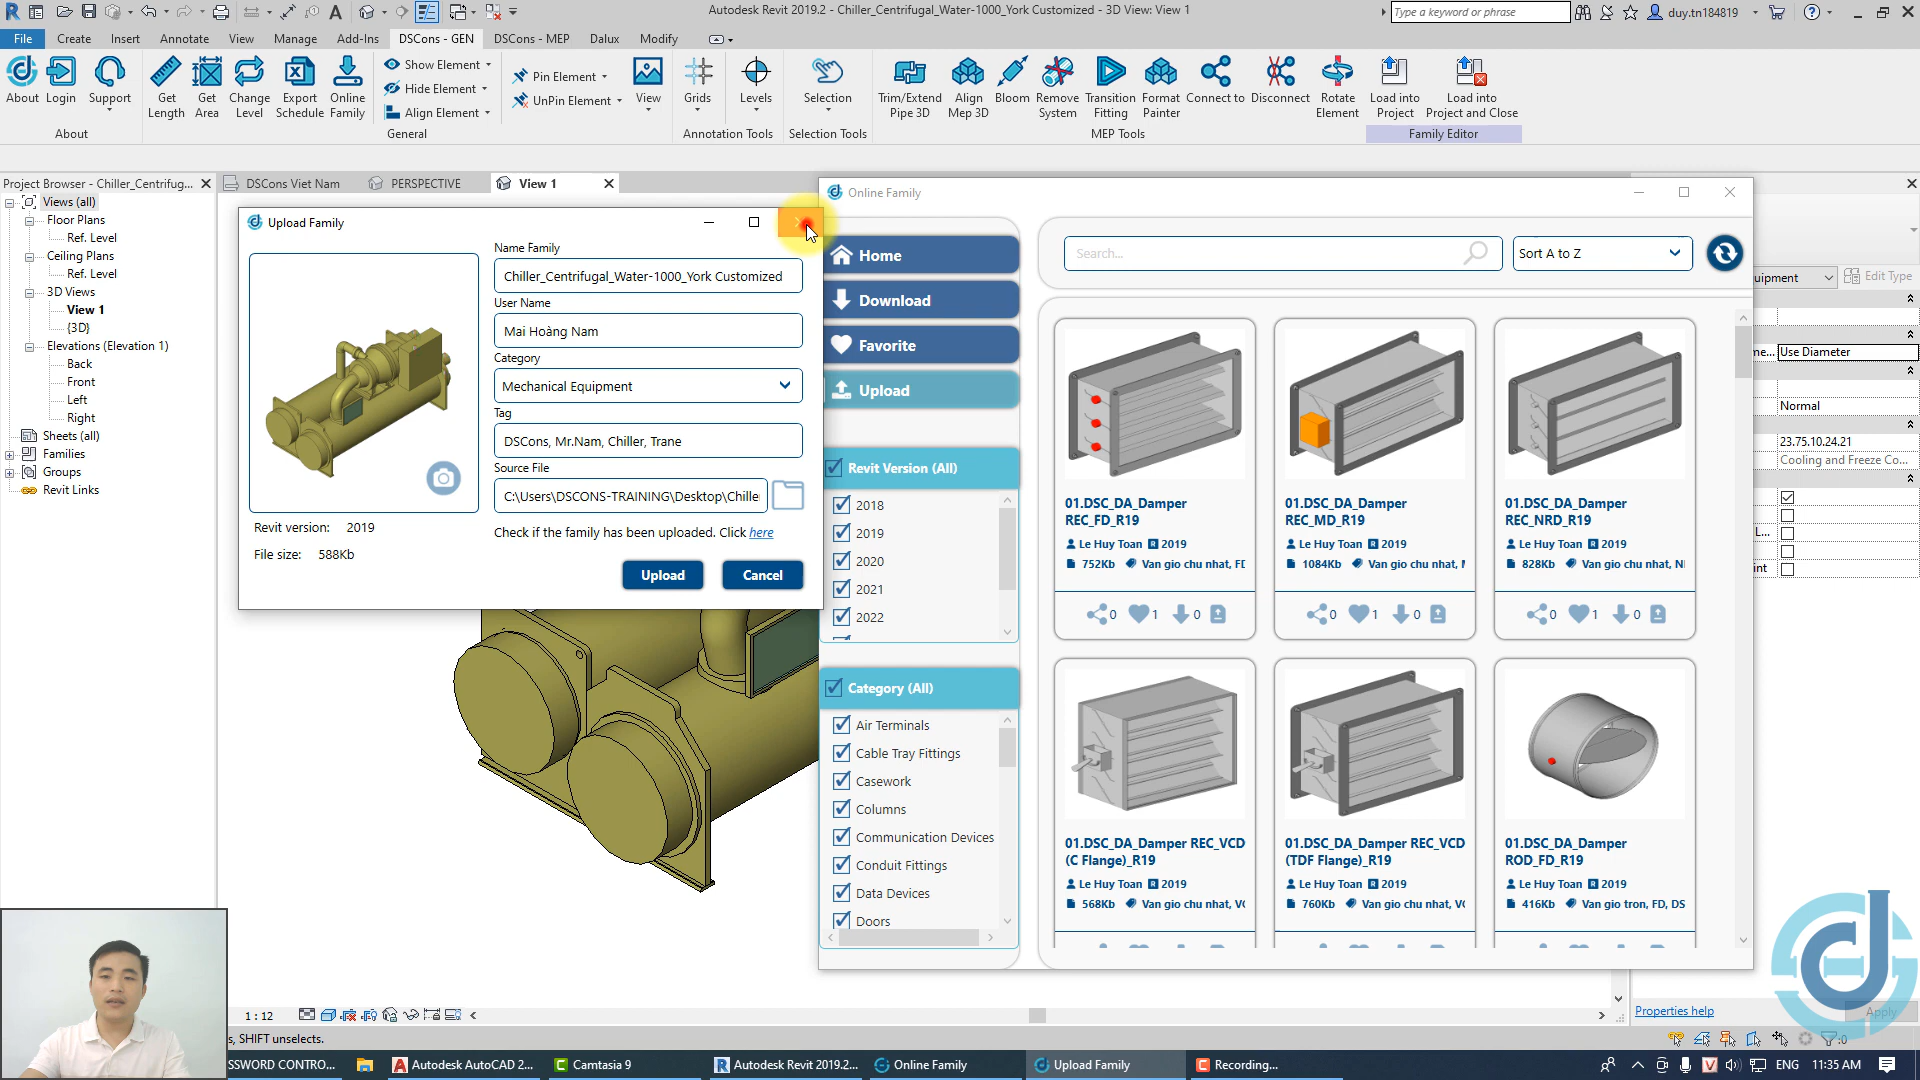 Autodesk Revit 2019.2 - Chiller_Centrifugal_Water-1000_York Customized - 3D View: View 1
Type a keyword or phrase
duy.tn184819
File
Create
Insert
Annotate
View
Manage
Add-Ins
DSCons - GEN
DSCons - MEP
Dalux
Modify
About
Login
Support
Get Length
Get Area
Change Level
Export Schedule
Online Family
Show Element
Hide Element
Align Element
Pin Element
UnPin Element
View
Grids
Levels
Selection
Trim/Extend Pipe 3D
Align Mep 3D
Bloom
Remove System
Transition Fitting
Format Painter
Connect to
Disconnect
Rotate Element
Load into Project
Load into Project and Close
About
General
Annotation Tools
Selection Tools
MEP Tools
Family Editor
Project Browser - Chiller_Centrifug...
DSCons Viet Nam
PERSPECTIVE
View 1
Views (all)
Floor Plans
Ref. Level
Ceiling Plans
Ref. Level
3D Views
View 1
{3D}
Elevations (Elevation 1)
Back
Front
Left
Right
Sheets (all)
Families
Groups
Revit Links
Upload Family
Name Family
Chiller_Centrifugal_Water-1000_York Customized
User Name
Mai Hoàng Nam
Category
Mechanical Equipment
Tag
DSCons, Mr.Nam, Chiller, Trane
Source File
C:\Users\DSCONS-TRAINING\Desktop\Chille
Check if the family has been uploaded. Click here
Revit version: 2019
File size: 588Kb
Upload
Cancel
Online Family
Home
Download
Favorite
Upload
Search...
Sort A to Z
Revit Version (All)
2018
2019
2020
2021
2022
Category (All)
Air Terminals
Cable Tray Fittings
Casework
Columns
Communication Devices
Conduit Fittings
Data Devices
Doors
01.DSC_DA_Damper
REC_FD_R19
Le Huy Toan 2019
752Kb Van gio chu nhat, FD
0 1 0
01.DSC_DA_Damper
REC_MD_R19
Le Huy Toan 2019
1084Kb Van gio chu nhat,
0 1 0
01.DSC_DA_Damper
REC_NRD_R19
Le Huy Toan 2019
828Kb Van gio chu nhat, N
0 1 0
01.DSC_DA_Damper REC_VCD
(C Flange)_R19
Le Huy Toan 2019
568Kb Van gio chu nhat, V
01.DSC_DA_Damper REC_VCD
(TDF Flange)_R19
Le Huy Toan 2019
760Kb Van gio chu nhat, V
01.DSC_DA_Damper
ROD_FD_R19
Le Huy Toan 2019
416Kb Van gio tron, FD, DS
uipment
Edit Type
me...
Use Diameter
Normal
23.75.10.24.21
Cooling and Freeze Co...
L...
int
Properties help
Apply
1 : 12
s, SHIFT unselects.
:0
SSWORD CONTRO...
Autodesk AutoCAD 2...
Camtasia 9
Autodesk Revit 2019.2...
Online Family
Upload Family
Recording...
ENG
11:35 AM